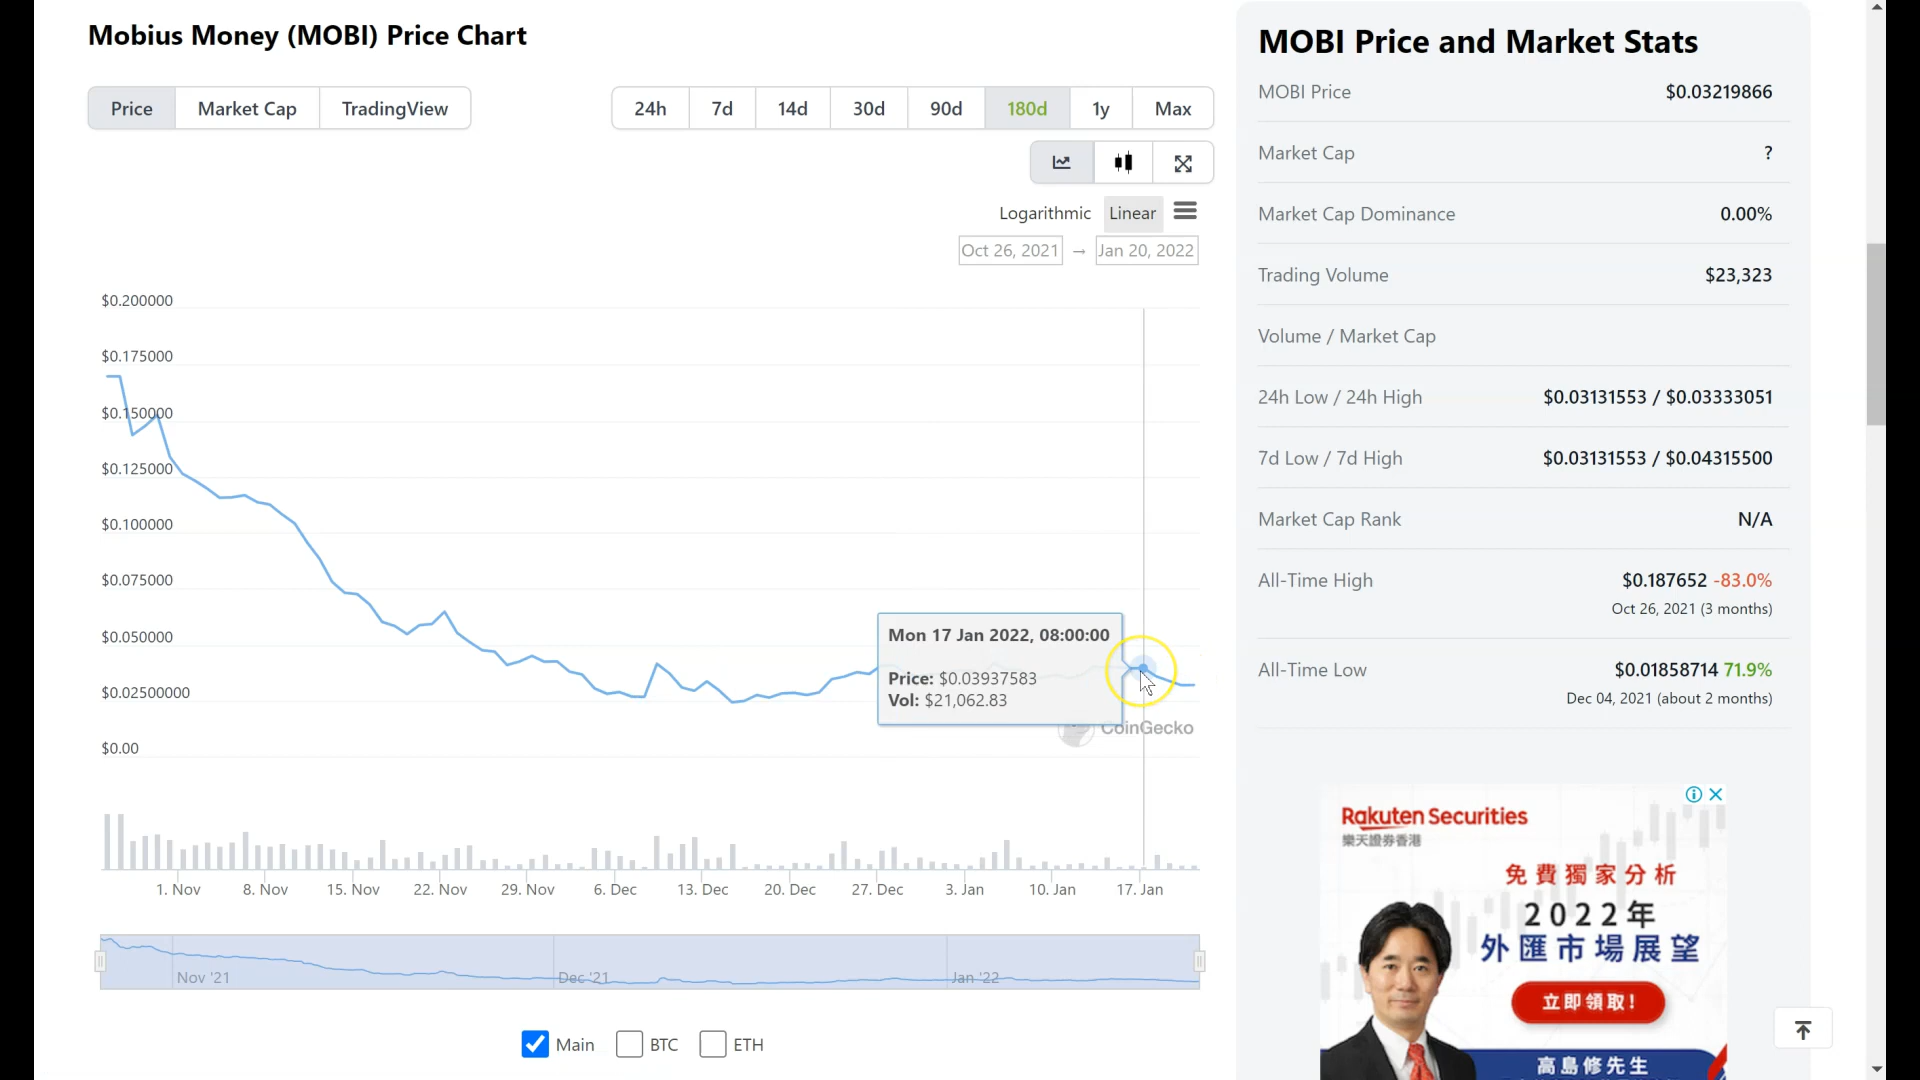 Mobius Money (MOBI) Price Chart
Price Market Cap TradingView
24h 7d 14d 30d 90d 180d 1y Max
Logarithmic Linear
Oct 26, 2021 → Jan 20, 2022
$0.200000
$0.175000
$0.150000
$0.125000
$0.100000
$0.075000
$0.050000
$0.02500000
$0.00
Mon 17 Jan 2022, 08:00:00
Price: $0.03937583
Vol: $21,062.83
CoinGecko
1. Nov 8. Nov 15. Nov 22. Nov 29. Nov 6. Dec 13. Dec 20. Dec 27. Dec 3. Jan 10. Jan 17. Jan
Nov '21 Dec '21 Jan '22
Main BTC ETH
MOBI Price and Market Stats
MOBI Price $0.03219866
Market Cap ?
Market Cap Dominance 0.00%
Trading Volume $23,323
Volume / Market Cap
24h Low / 24h High $0.03131553 / $0.03333051
7d Low / 7d High $0.03131553 / $0.04315500
Market Cap Rank N/A
All-Time High $0.187652 -83.0%
Oct 26, 2021 (3 months)
All-Time Low $0.01858714 71.9%
Dec 04, 2021 (about 2 months)
Rakuten Securities
樂天證券香港
免費獨家分析
2022年
外匯市場展望
立即領取!
高島修先生